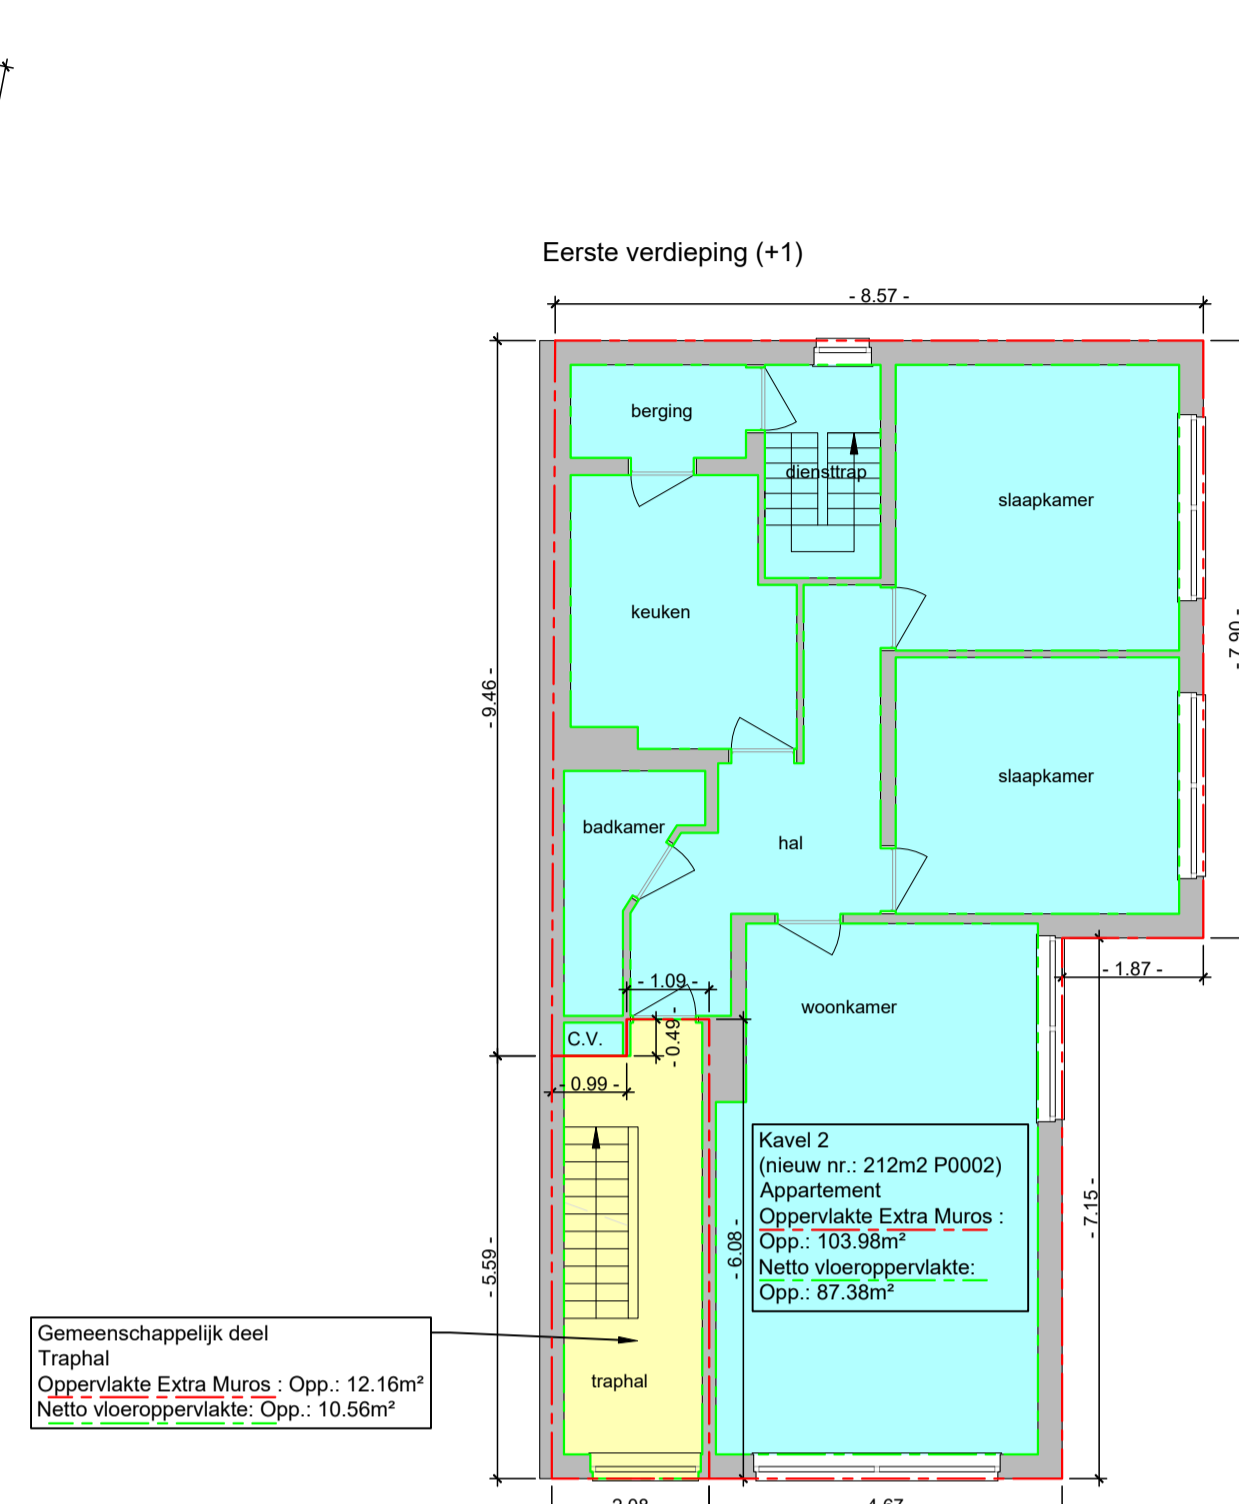 Eerste verdieping (+1)
- 8.57 -
berging
diensttrap
slaapkamer
keuken
- 7.90 -
- 9.46 -
slaapkamer
badkamer
hal
- 1.87 -
- 1.09 -
woonkamer
C.V.
- 0.49 -
- 0.99 -
Kavel 2
(nieuw nr.: 212m2 P0002)
Appartement
Oppervlakte Extra Muros :
Opp.: 103.98m²
Netto vloeroppervlakte:
Opp.: 87.38m²
- 7.15 -
- 6.08 -
- 5.59 -
Gemeenschappelijk deel
Traphal
Oppervlakte Extra Muros : Opp.: 12.16m²
Netto vloeroppervlakte: Opp.: 10.56m²
traphal